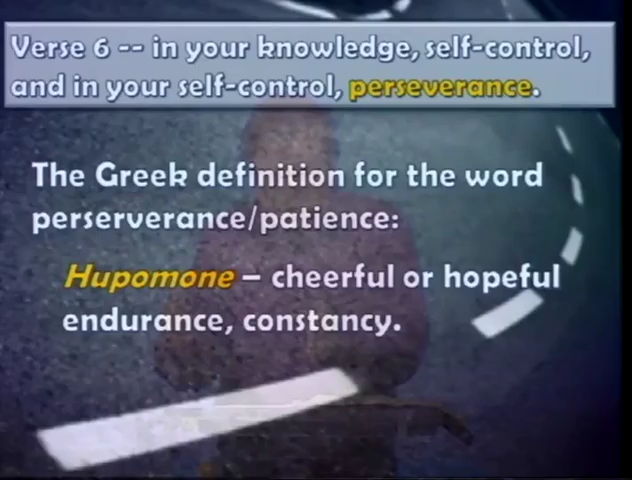 Verse 6 -- in your knowledge, self-control,
and in your self-control, perseverance.
The Greek definition for the word
perserverance/patience:
Hupomone – cheerful or hopeful
endurance, constancy.